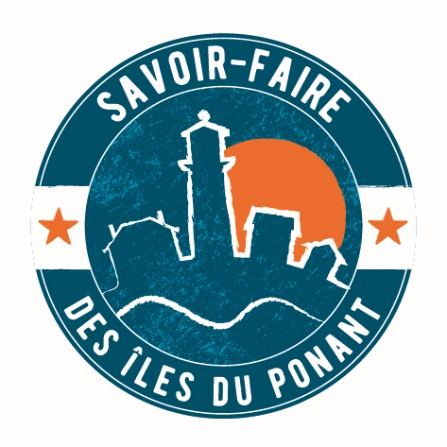 SAVOIR-FAIRE
DES ÎLES DU PONANT